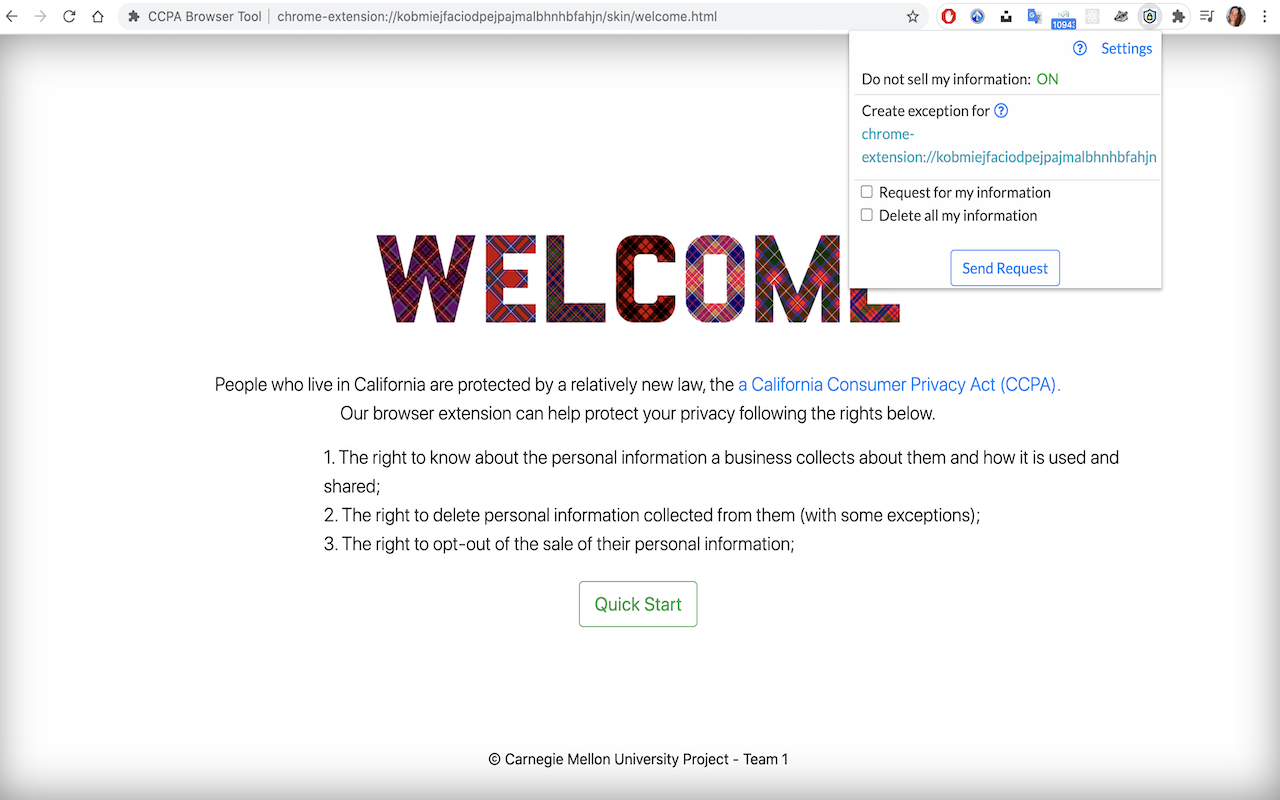 CCPA Browser Tool | chrome-extension://kobmiejfaciodpejpajmalbhnhbfahjn/skin/welcome.html
1094
? Settings
Do not sell my information: ON
Create exception for ?
chrome-
extension://kobmiejfaciodpejpajmalbhnhbfahjn
Request for my information
Delete all my information
Send Request
WELCOME
People who live in California are protected by a relatively new law, the a California Consumer Privacy Act (CCPA).
Our browser extension can help protect your privacy following the rights below.
1. The right to know about the personal information a business collects about them and how it is used and
shared;
2. The right to delete personal information collected from them (with some exceptions);
3. The right to opt-out of the sale of their personal information;
Quick Start
© Carnegie Mellon University Project - Team 1